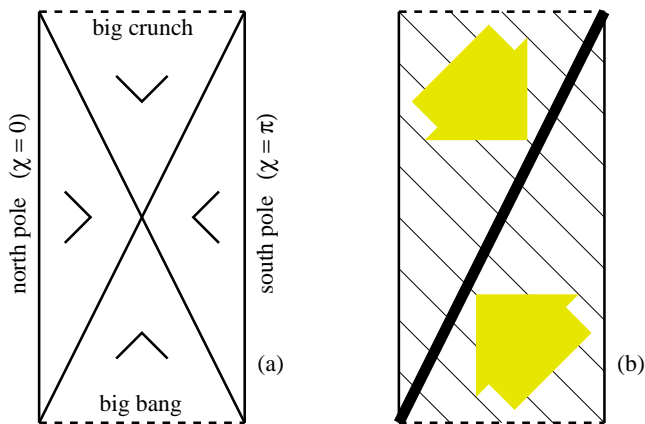 big crunch
north pole (χ = 0)
south pole (χ = π)
big bang
(a)
(b)